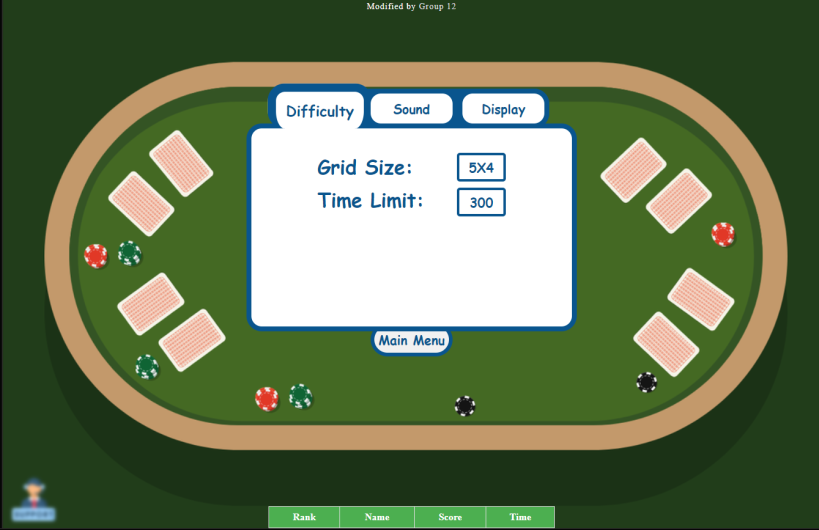 Modified by Group 12
Difficulty Sound Display
Grid Size: 5X4
Time Limit: 300
Main Menu
SUPPORT
Rank Name Score Time